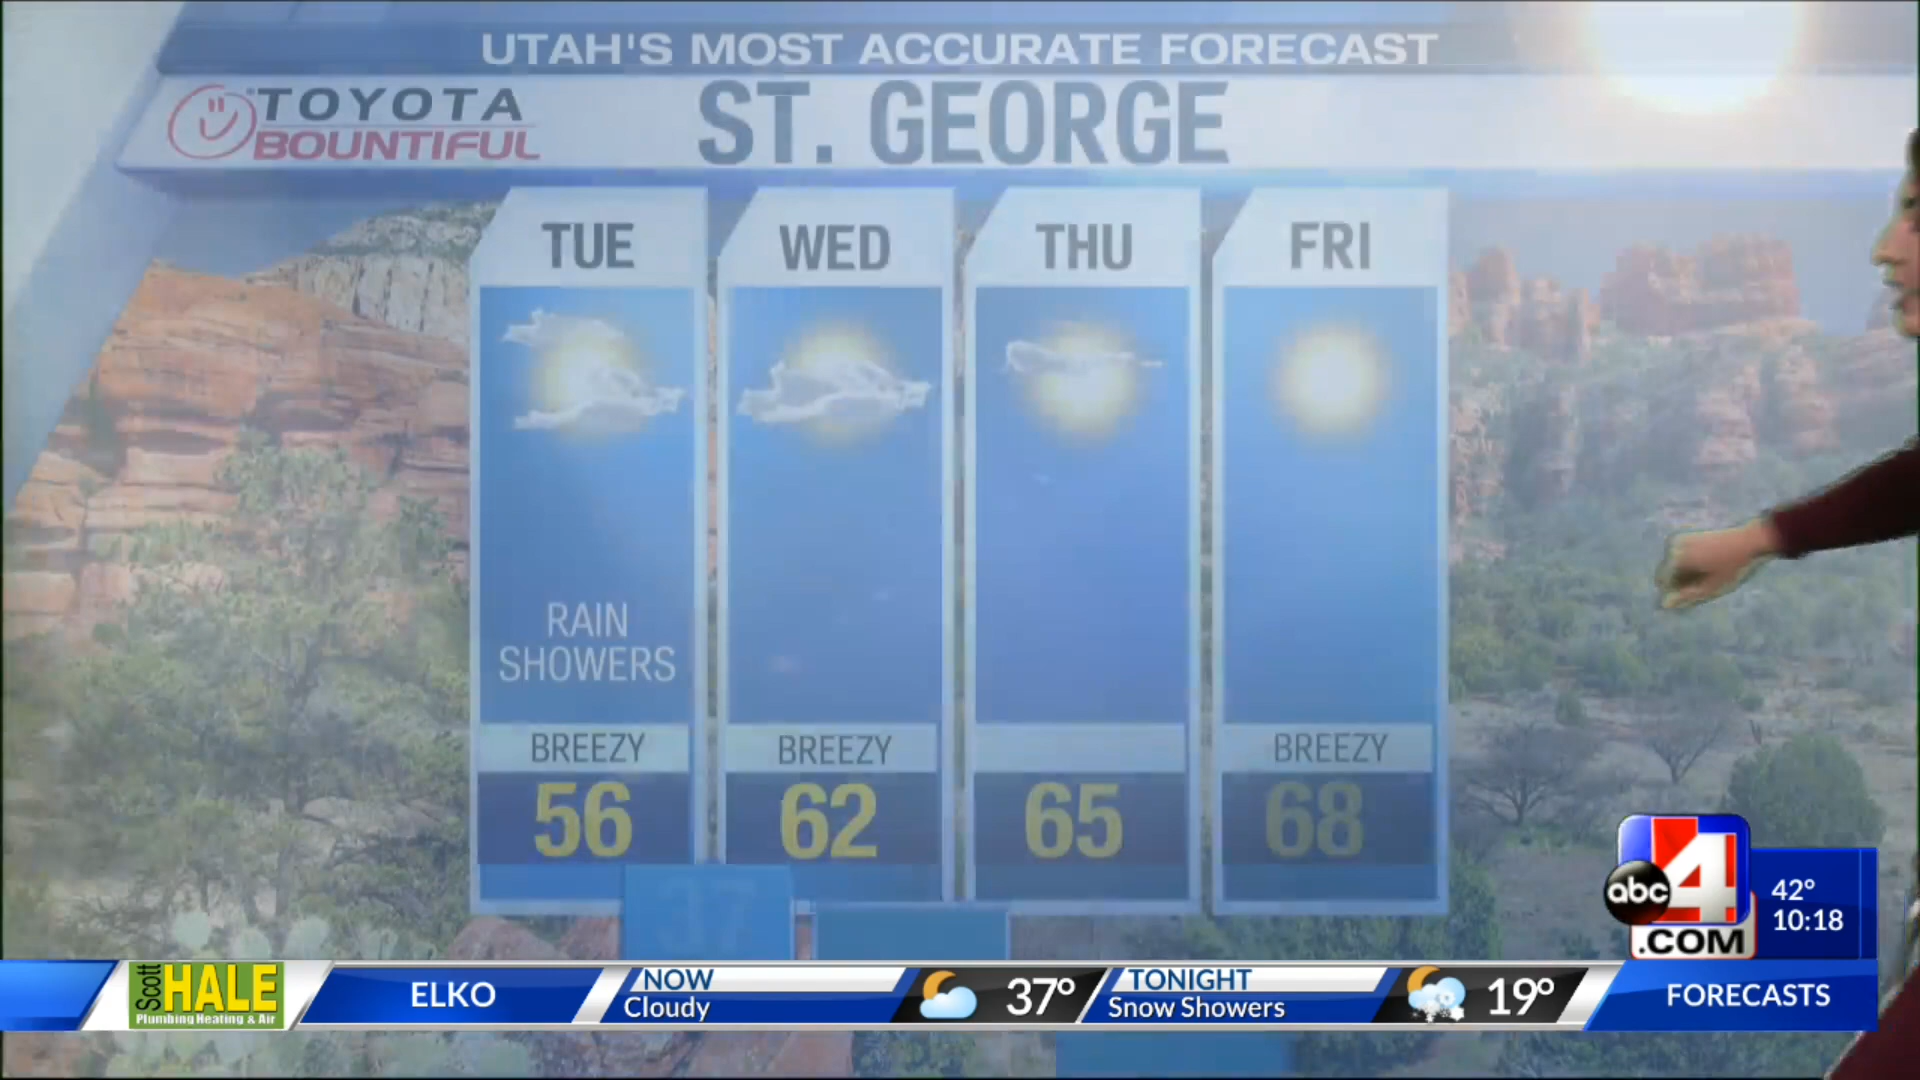 UTAH'S MOST ACCURATE FORECAST
TOYOTA
BOUNTIFUL
ST. GEORGE
TUE
WED
THU
FRI
RAIN
SHOWERS
BREEZY
BREEZY
BREEZY
56
62
65
68
37
abc 4
.COM
42°
10:18
Scott HALE
Plumbing Heating & Air
ELKO
NOW
Cloudy
37°
TONIGHT
Snow Showers
19°
FORECASTS